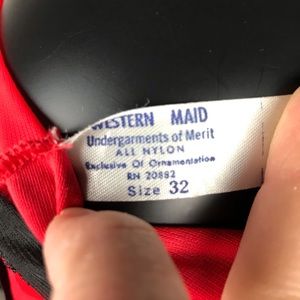 WESTERN MAID
Undergarments of Merit
ALL NYLON
Exclusive Of Ornamentation
RN 20882
Size 32